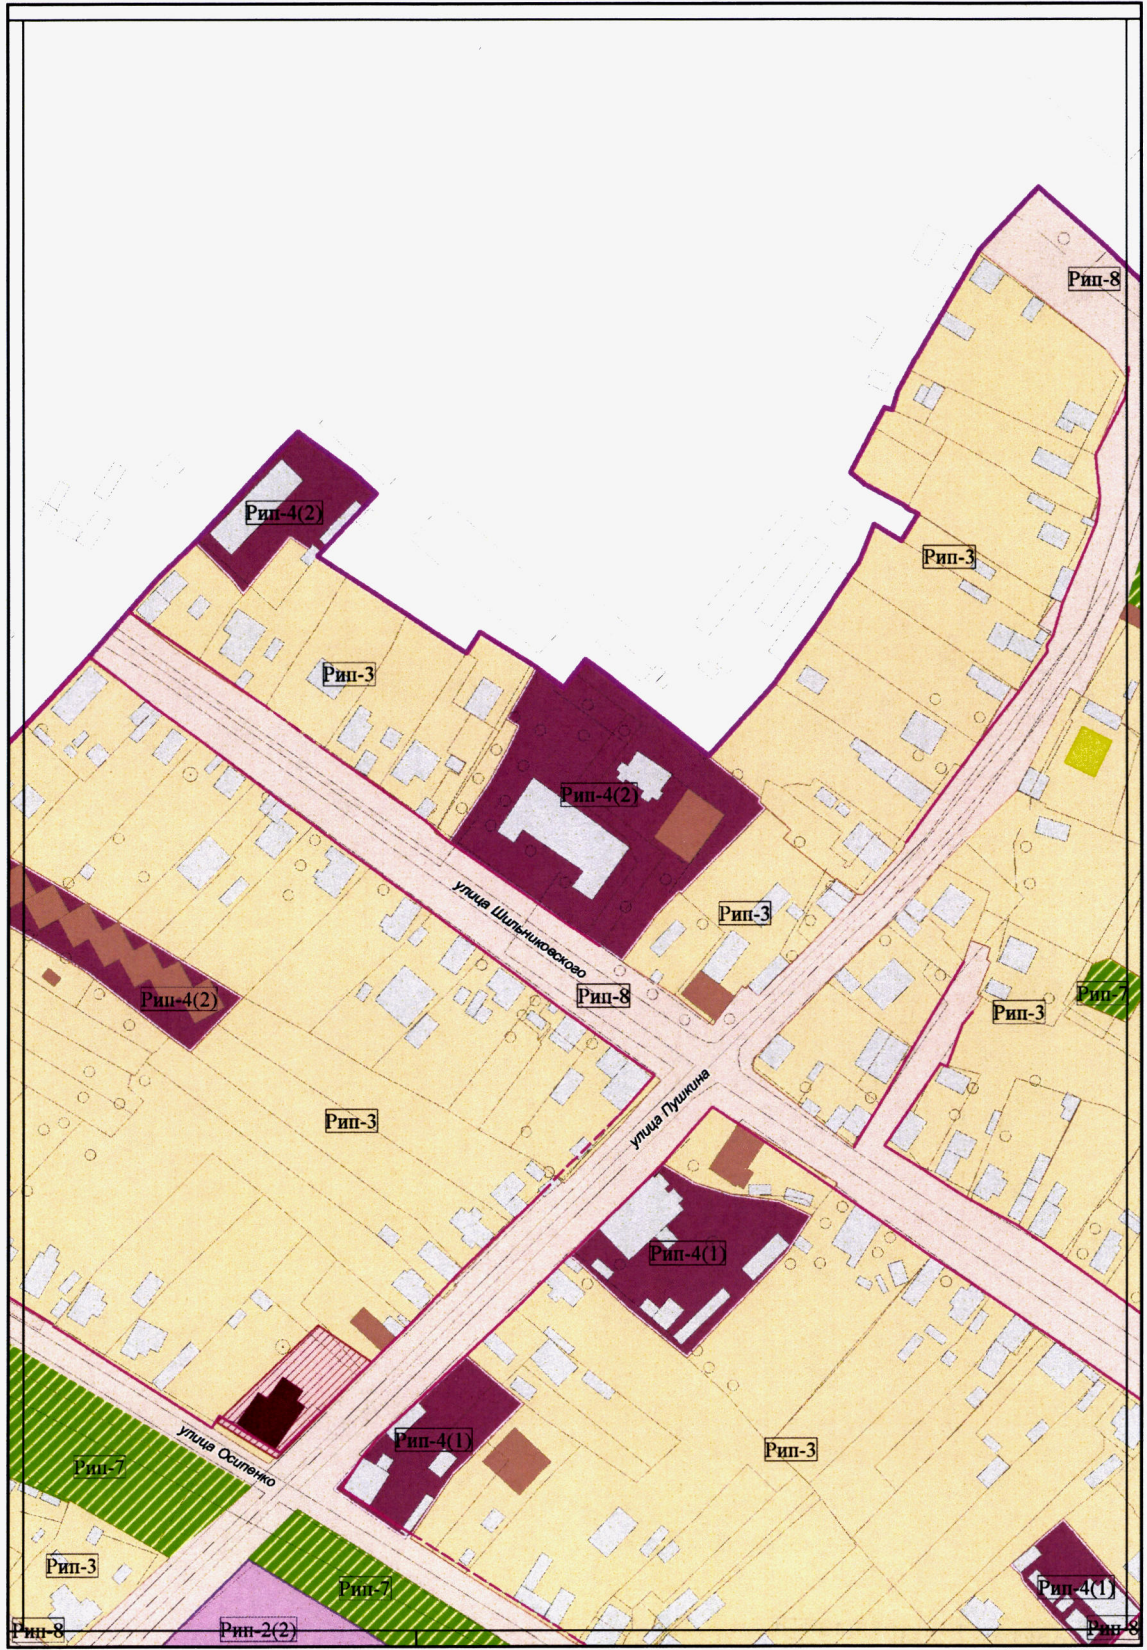 Рип-8
Рип-4(2)
Рип-3
Рип-3
Рип-4(2)
улица Шильниковского
Рип-3
Рип-8
Рип-4(2)
Рип-7
Рип-3
улица Пушкина
Рип-3
Рип-4(1)
улица Осипенко
Рип-4(1)
Рип-3
Рип-7
Рип-3
Рип-7
Рип-4(1)
Рип-8
Рип-2(2)
Рип-8